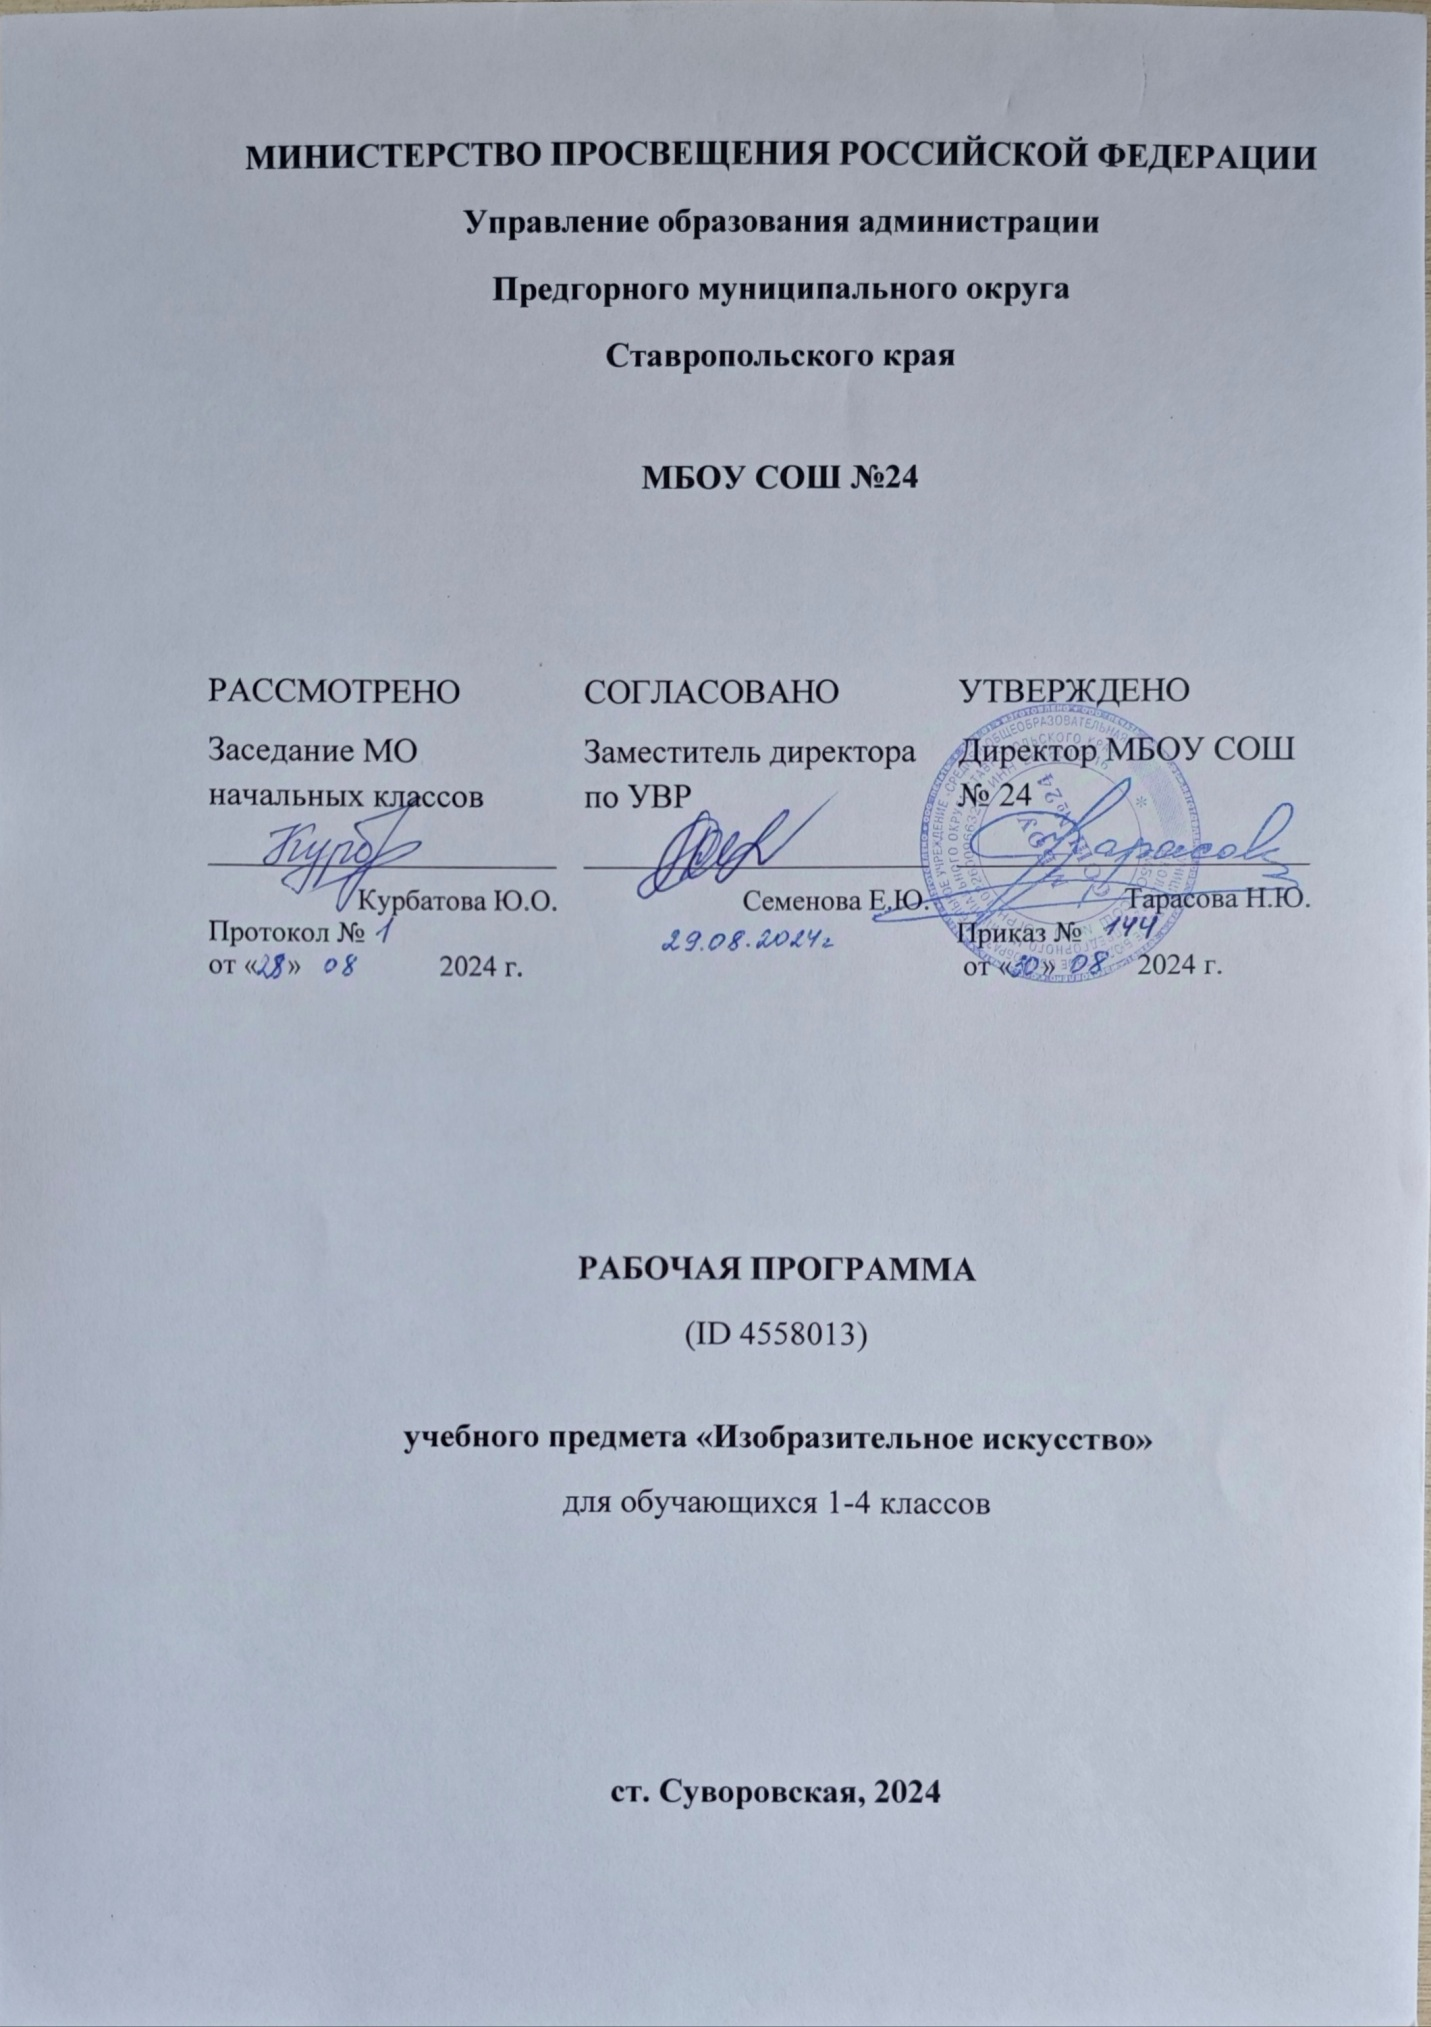 МИНИСТЕРСТВО ПРОСВЕЩЕНИЯ РОССИЙСКОЙ ФЕДЕРАЦИИ
Управление образования администрации
Предгорного муниципального округа
Ставропольского края
МБОУ СОШ №24
РАССМОТРЕНО
Заседание МО
начальных классов
Курбатова Ю.О.
Протокол № 1
от «28» 08 2024 г.
СОГЛАСОВАНО
Заместитель директора
по УВР
Семенова Е.Ю.
29.08.2024г
УТВЕРЖДЕНО
Директор МБОУ СОШ
№ 24
Тарасова Н.Ю.
Приказ № 144
от «30» 08 2024 г.
РАБОЧАЯ ПРОГРАММА
(ID 4558013)
учебного предмета «Изобразительное искусство»
для обучающихся 1-4 классов
ст. Суворовская, 2024